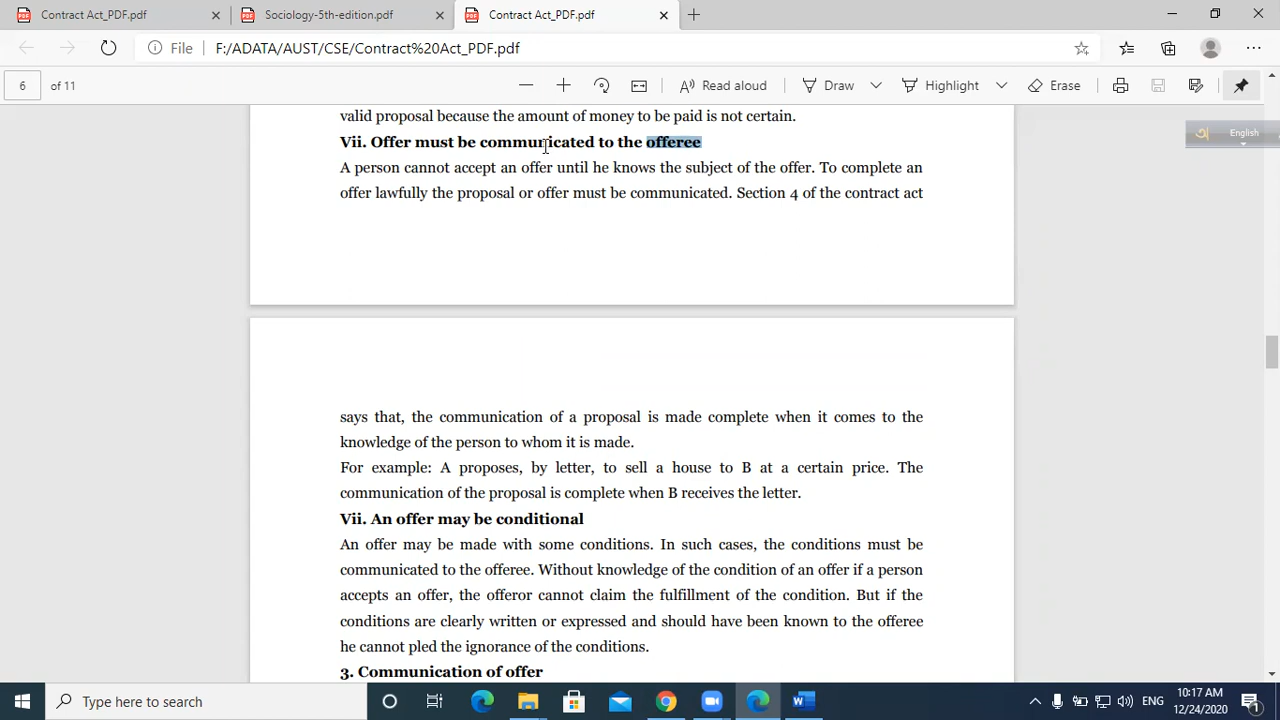 Contract Act_PDF.pdf
Sociology-5th-edition.pdf
Contract Act_PDF.pdf
File
F:/ADATA/AUST/CSE/Contract%20Act_PDF.pdf
6 of 11
Read aloud
Draw
Highlight
Erase
English
valid proposal because the amount of money to be paid is not certain.
Vii. Offer must be communicated to the offeree
A person cannot accept an offer until he knows the subject of the offer. To complete an
offer lawfully the proposal or offer must be communicated. Section 4 of the contract act
says that, the communication of a proposal is made complete when it comes to the
knowledge of the person to whom it is made.
For example: A proposes, by letter, to sell a house to B at a certain price. The
communication of the proposal is complete when B receives the letter.
Vii. An offer may be conditional
An offer may be made with some conditions. In such cases, the conditions must be
communicated to the offeree. Without knowledge of the condition of an offer if a person
accepts an offer, the offeror cannot claim the fulfillment of the condition. But if the
conditions are clearly written or expressed and should have been known to the offeree
he cannot pled the ignorance of the conditions.
3. Communication of offer
Type here to search
ENG
10:17 AM
12/24/2020